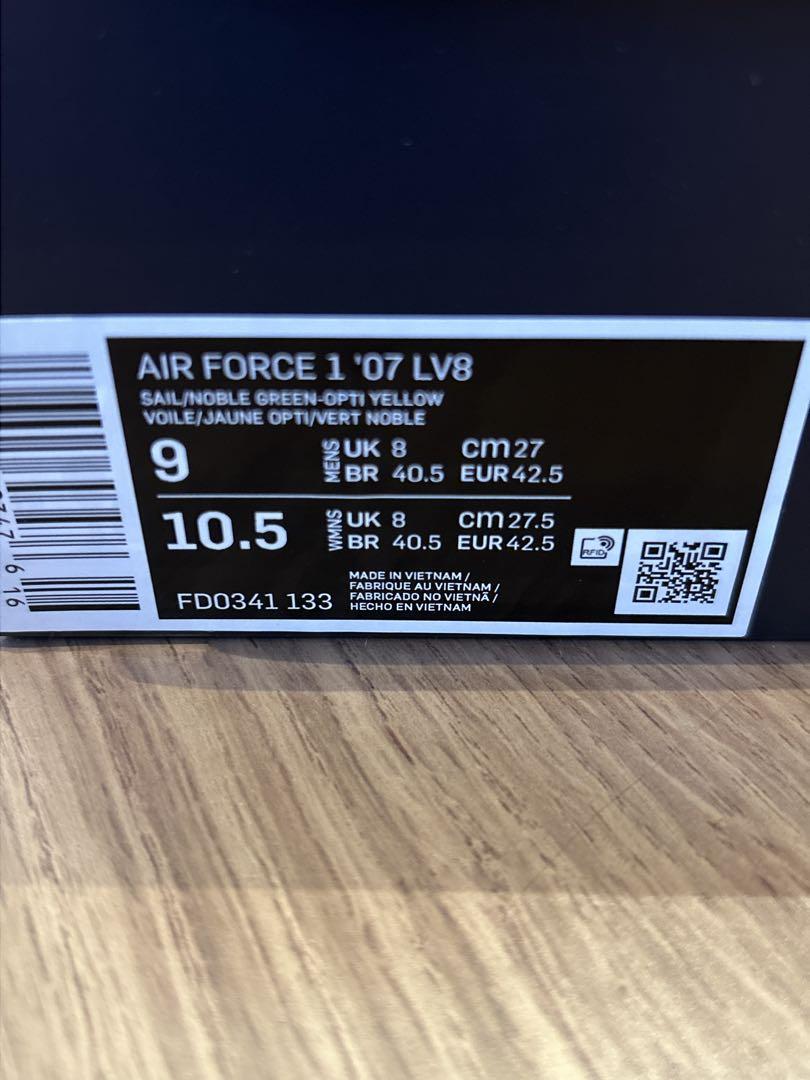 AIR FORCE 1 '07 LV8
SAIL/NOBLE GREEN-OPTI YELLOW
VOILE/JAUNE OPTI/VERT NOBLE
9 MENS UK 8 cm 27
BR 40.5 EUR 42.5
10.5 WMNS UK 8 cm 27.5
BR 40.5 EUR 42.5
RFID
FD0341 133
MADE IN VIETNAM /
FABRIQUE AU VIETNAM /
FABRICADO NO VIETNÃ /
HECHO EN VIETNAM
6 16